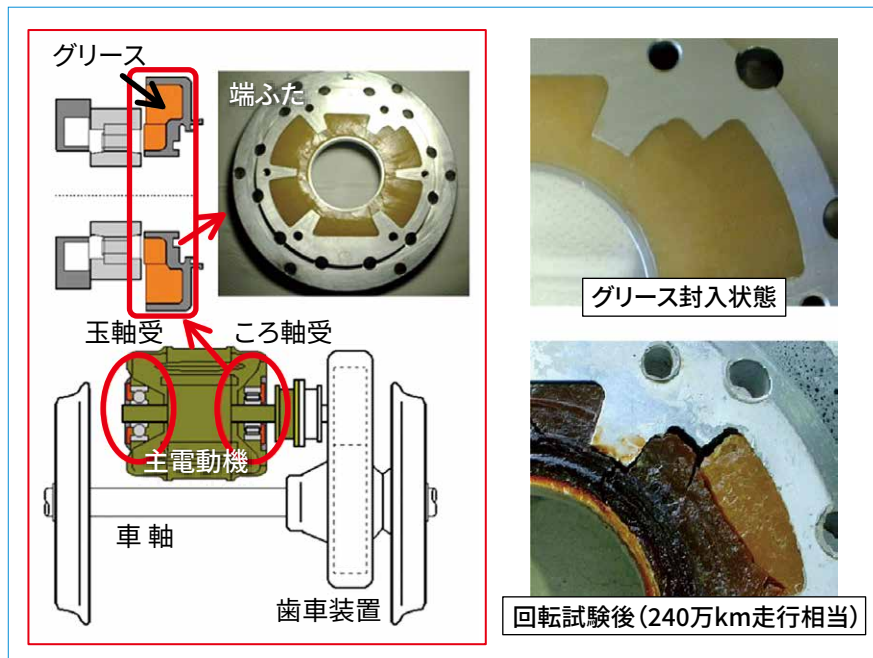 グリース
端ふた
上
玉軸受
ころ軸受
主電動機
車 軸
歯車装置
グリース封入状態
回転試験後(240万km走行相当)